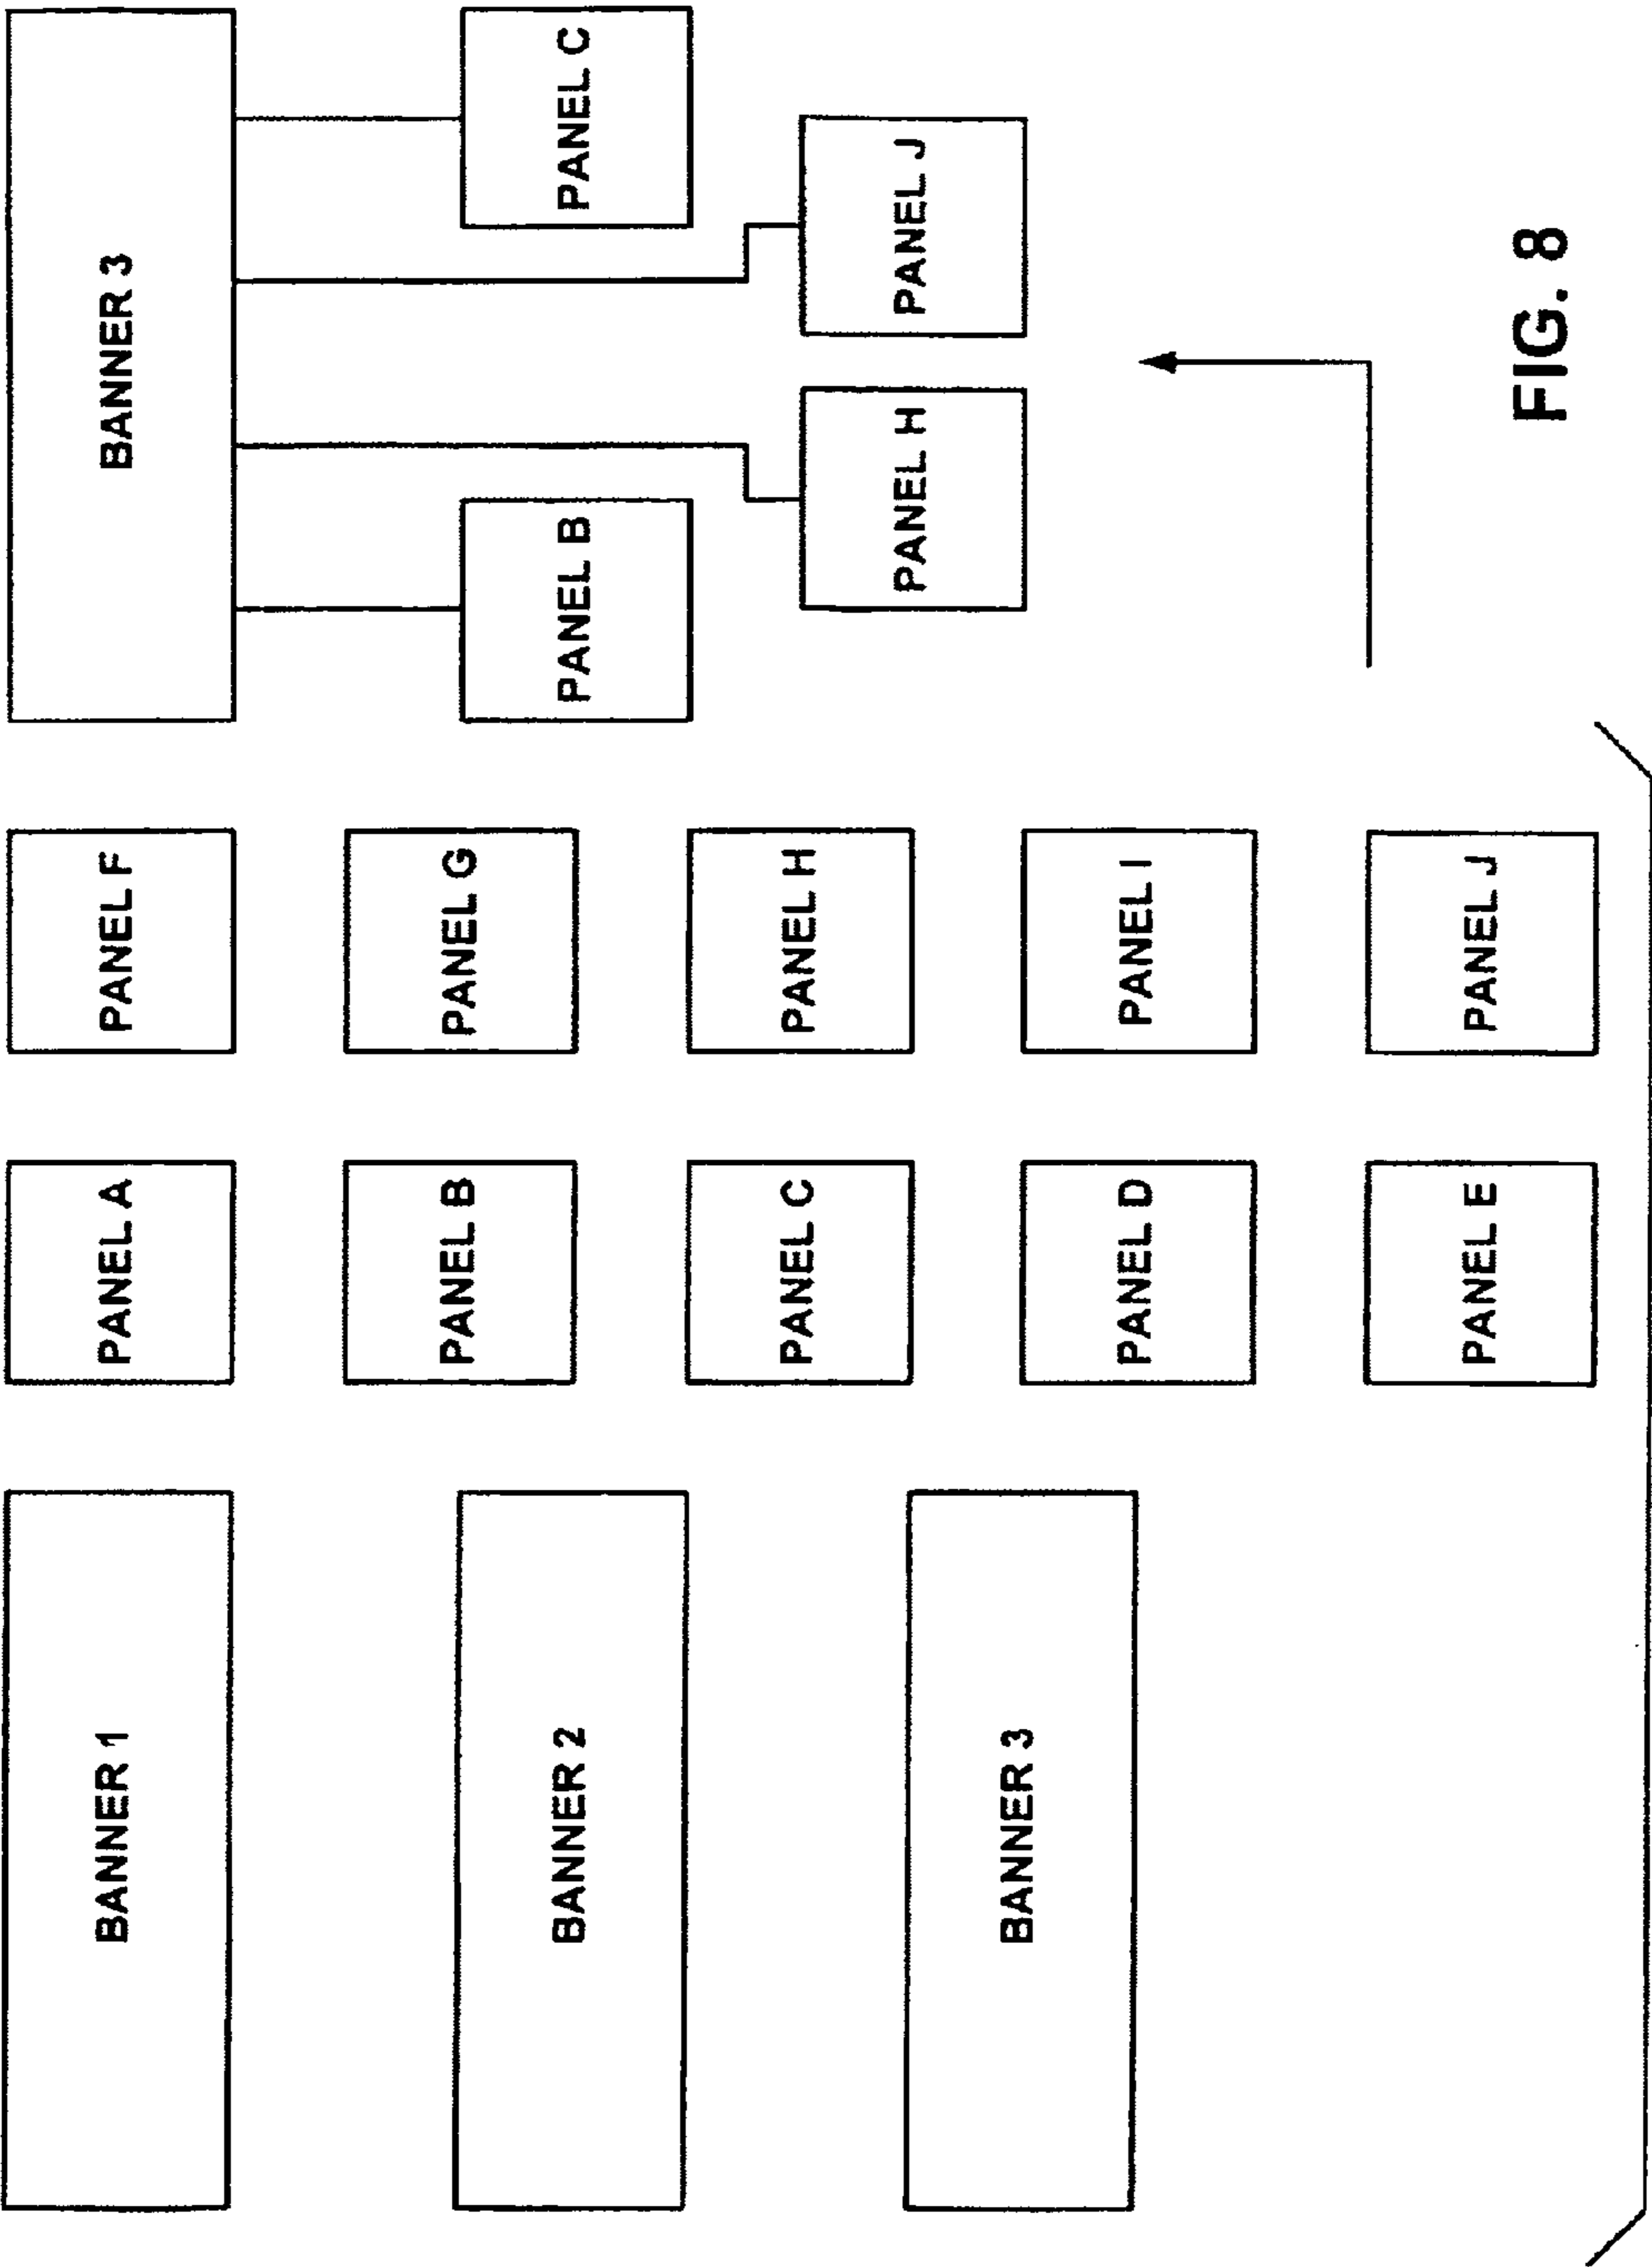 BANNER 1
BANNER 2
BANNER 3
PANEL A
PANEL B
PANEL C
PANEL D
PANEL E
PANEL F
PANEL G
PANEL H
PANEL I
PANEL J
BANNER 3
PANEL B
PANEL C
PANEL H
PANEL J
FIG. 8